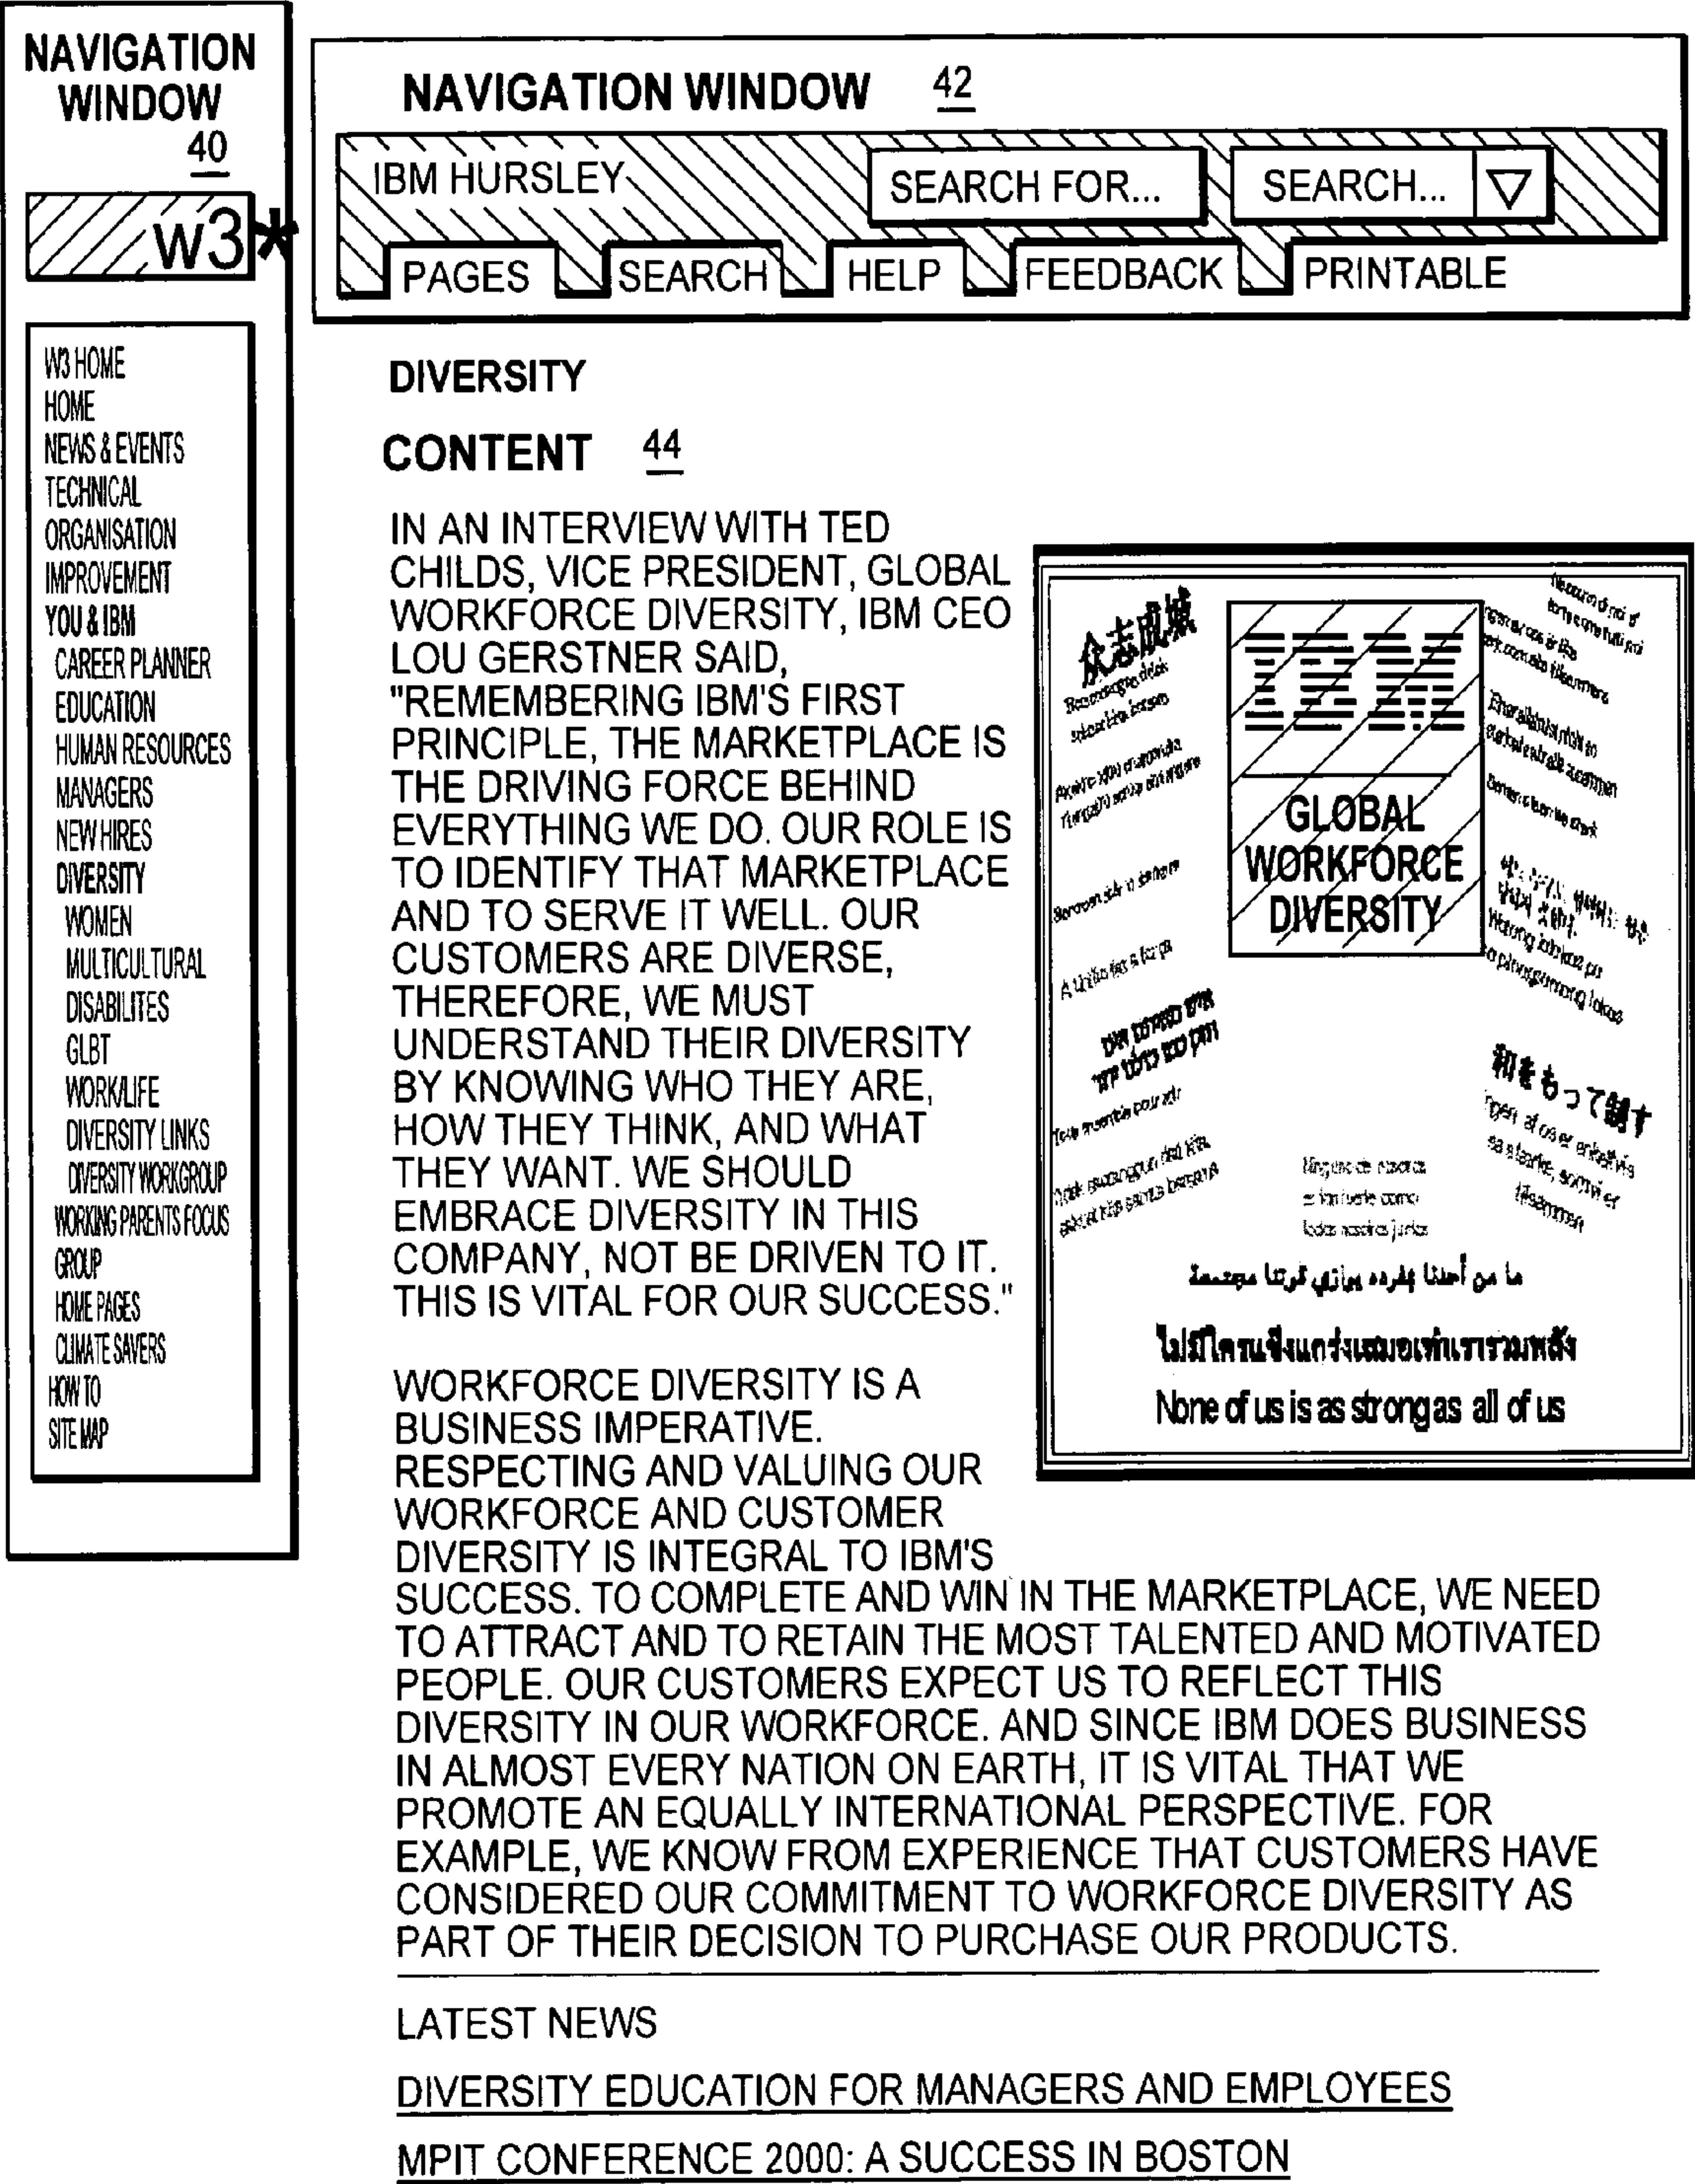 NAVIGATION
WINDOW
40
w3*
W3 HOME
HOME
NEWS & EVENTS
TECHNICAL
ORGANISATION
IMPROVEMENT
YOU & IBM
CAREER PLANNER
EDUCATION
HUMAN RESOURCES
MANAGERS
NEW HIRES
DIVERSITY
WOMEN
MULTICULTURAL
DISABILITES
GLBT
WORK/LIFE
DIVERSITY LINKS
DIVERSITY WORKGROUP
WORKING PARENTS FOCUS
GROUP
HOME PAGES
CLIMATE SAVERS
HOW TO
SITE MAP
NAVIGATION WINDOW 42
IBM HURSLEY
SEARCH FOR...
SEARCH...
PAGES
SEARCH
HELP
FEEDBACK
PRINTABLE
DIVERSITY
CONTENT 44
IN AN INTERVIEW WITH TED
CHILDS, VICE PRESIDENT, GLOBAL
WORKFORCE DIVERSITY, IBM CEO
LOU GERSTNER SAID,
"REMEMBERING IBM'S FIRST
PRINCIPLE, THE MARKETPLACE IS
THE DRIVING FORCE BEHIND
EVERYTHING WE DO. OUR ROLE IS
TO IDENTIFY THAT MARKETPLACE
AND TO SERVE IT WELL. OUR
CUSTOMERS ARE DIVERSE,
THEREFORE, WE MUST
UNDERSTAND THEIR DIVERSITY
BY KNOWING WHO THEY ARE,
HOW THEY THINK, AND WHAT
THEY WANT. WE SHOULD
EMBRACE DIVERSITY IN THIS
COMPANY, NOT BE DRIVEN TO IT.
THIS IS VITAL FOR OUR SUCCESS."
众志成城
IBM
GLOBAL
WORKFORCE
DIVERSITY
None of us is as strong as all of us
WORKFORCE DIVERSITY IS A
BUSINESS IMPERATIVE.
RESPECTING AND VALUING OUR
WORKFORCE AND CUSTOMER
DIVERSITY IS INTEGRAL TO IBM'S
SUCCESS. TO COMPLETE AND WIN IN THE MARKETPLACE, WE NEED
TO ATTRACT AND TO RETAIN THE MOST TALENTED AND MOTIVATED
PEOPLE. OUR CUSTOMERS EXPECT US TO REFLECT THIS
DIVERSITY IN OUR WORKFORCE. AND SINCE IBM DOES BUSINESS
IN ALMOST EVERY NATION ON EARTH, IT IS VITAL THAT WE
PROMOTE AN EQUALLY INTERNATIONAL PERSPECTIVE. FOR
EXAMPLE, WE KNOW FROM EXPERIENCE THAT CUSTOMERS HAVE
CONSIDERED OUR COMMITMENT TO WORKFORCE DIVERSITY AS
PART OF THEIR DECISION TO PURCHASE OUR PRODUCTS.
LATEST NEWS
DIVERSITY EDUCATION FOR MANAGERS AND EMPLOYEES
MPIT CONFERENCE 2000: A SUCCESS IN BOSTON